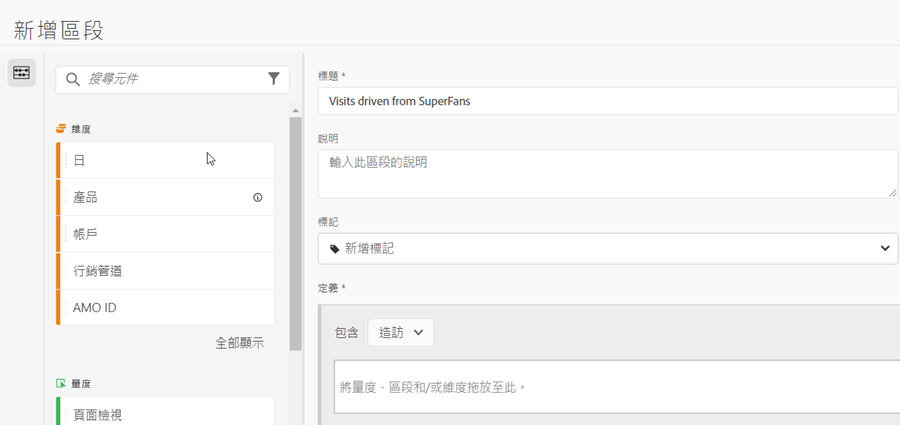 新增區段
搜尋元件
維度
日
產品
帳戶
行銷管道
AMO ID
全部顯示
量度
頁面檢視
標題 *
Visits driven from SuperFans
說明
輸入此區段的說明
標記
新增標記
定義 *
包含 造訪
將量度、區段和/或維度拖放至此。